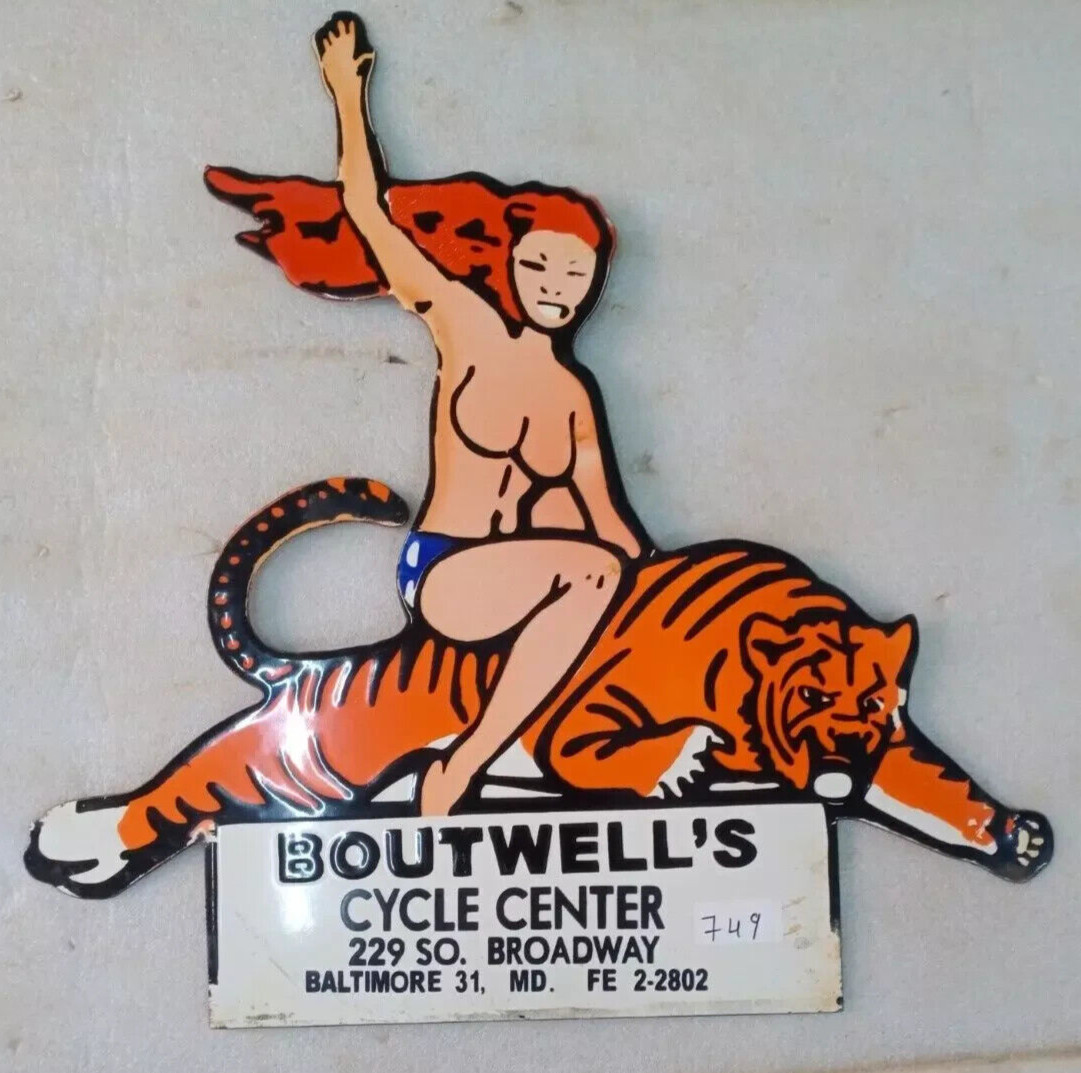 BOUTWELL'S
CYCLE CENTER
749
229 SO. BROADWAY
BALTIMORE 31, MD. FE 2-2802